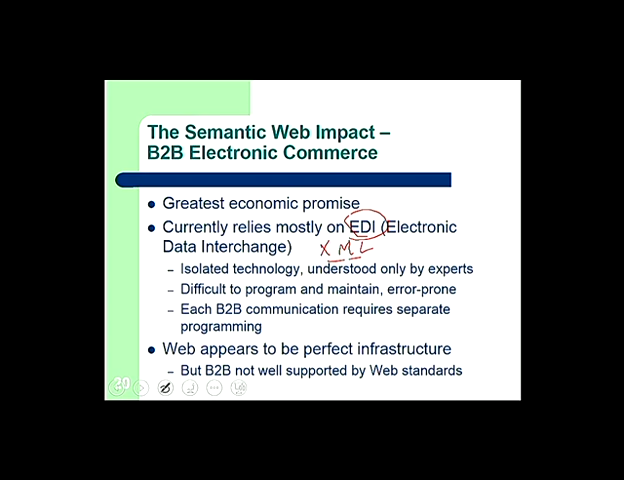 The Semantic Web Impact –
B2B Electronic Commerce
• Greatest economic promise
• Currently relies mostly on EDI (Electronic
Data Interchange)
XML
– Isolated technology, understood only by experts
– Difficult to program and maintain, error-prone
– Each B2B communication requires separate
programming
• Web appears to be perfect infrastructure
– But B2B not well supported by Web standards
20